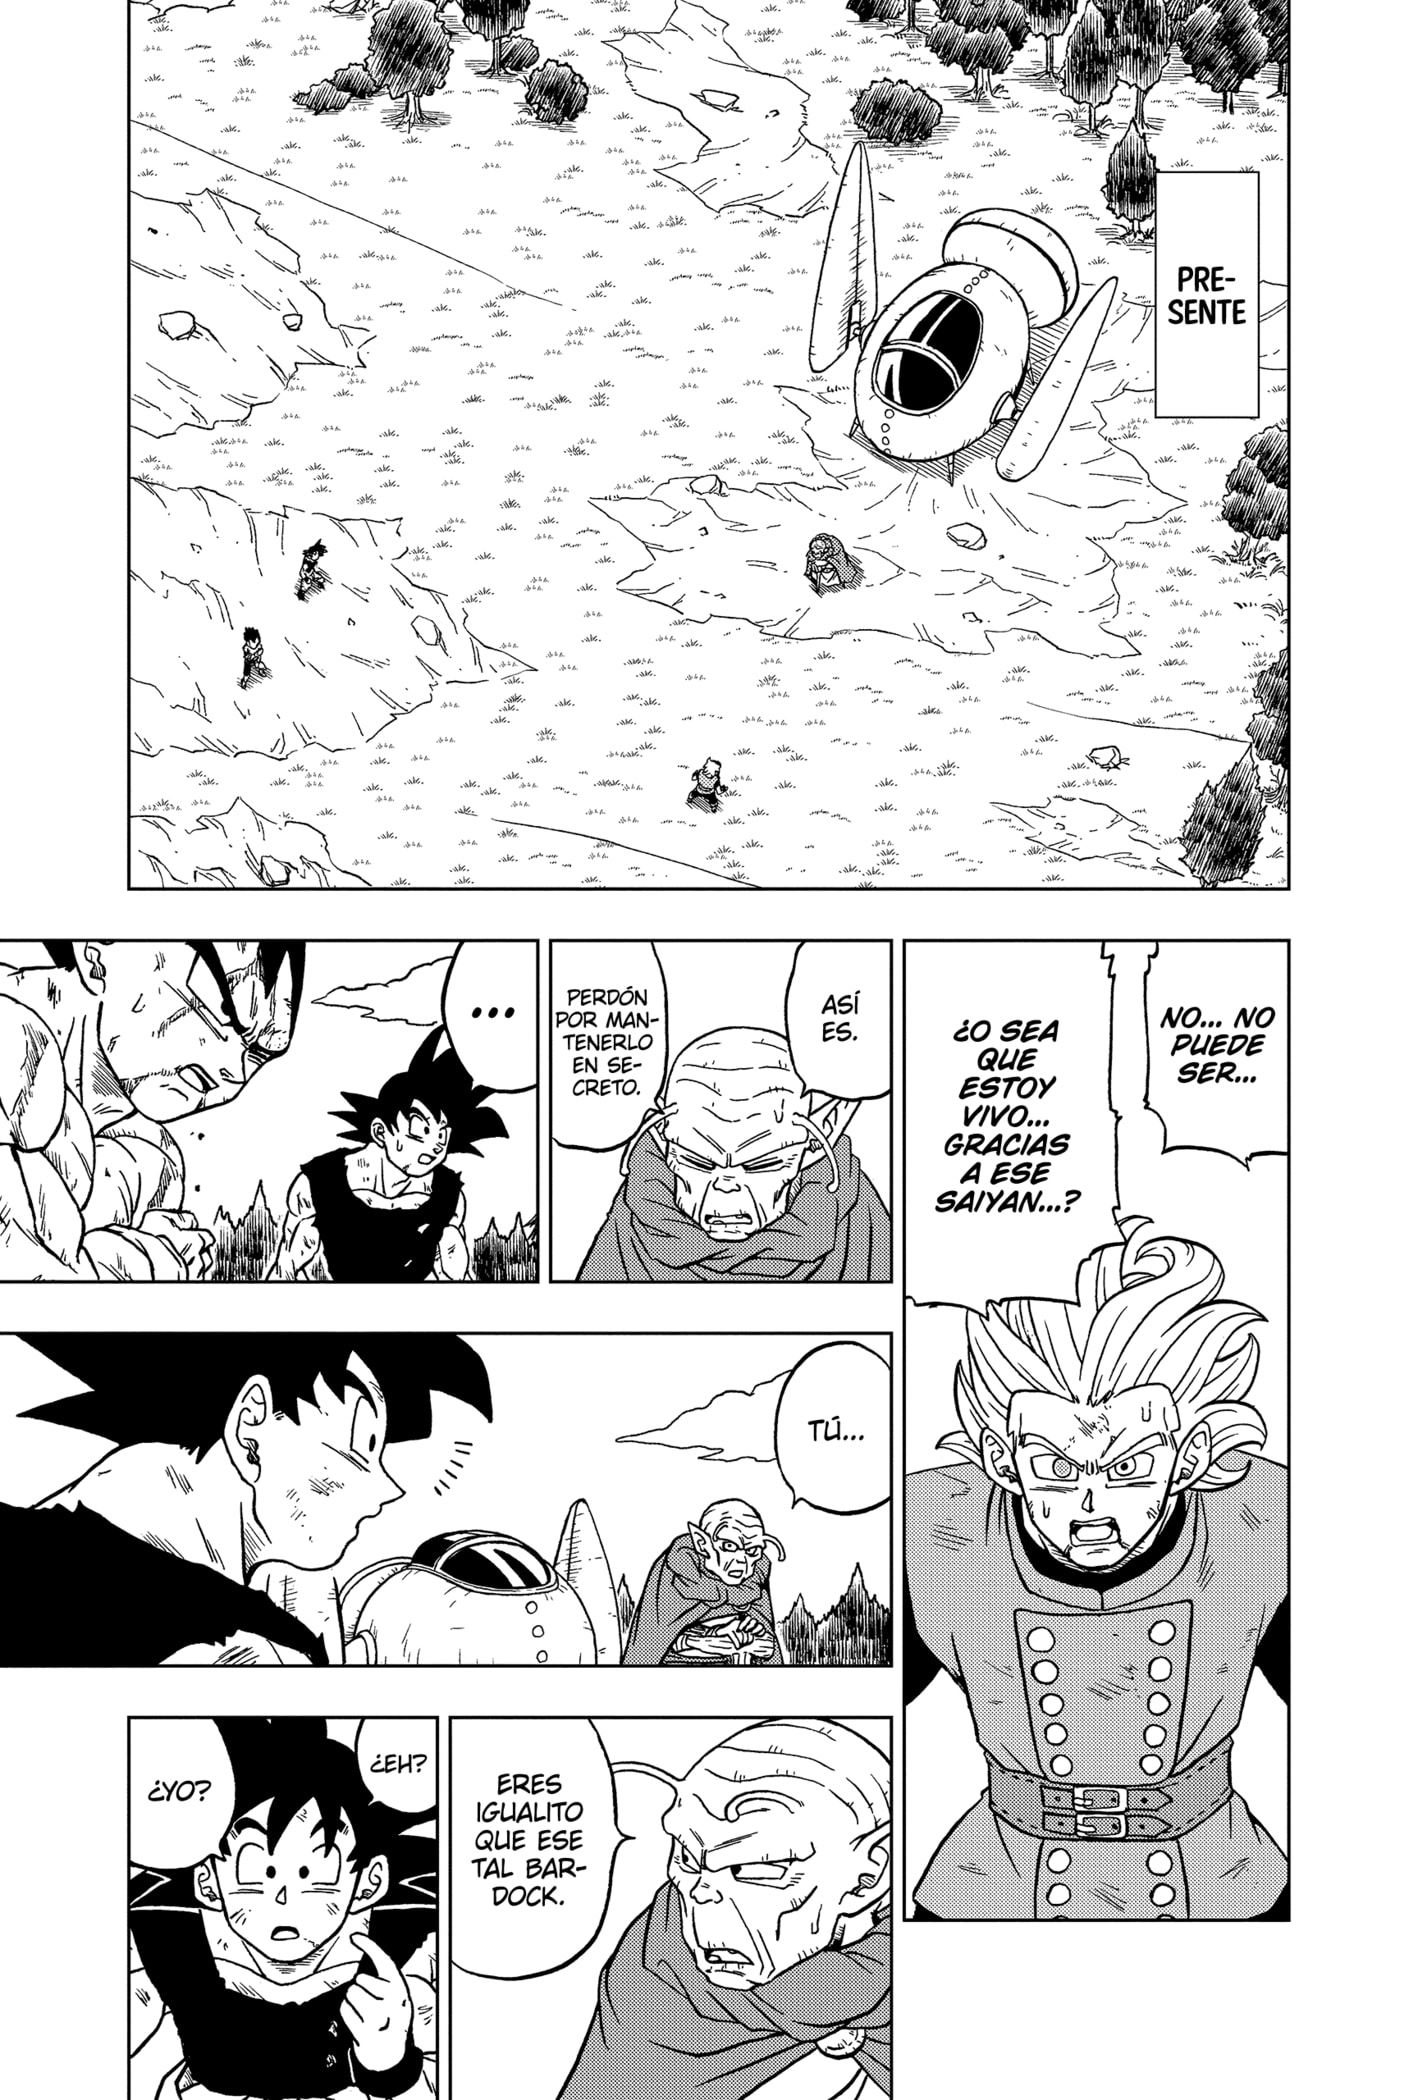 PRE-
SENTE
NO... NO
PUEDE
SER...
¿O SEA
QUE
ESTOY
VIVO...
GRACIAS
A ESE
SAIYAN...?
ASÍ
ES.
PERDÓN
POR MAN-
TENERLO
EN SE-
CRETO.
...
TÚ...
ERES
IGUALITO
QUE ESE
TAL BAR-
DOCK.
¿EH?
¿YO?